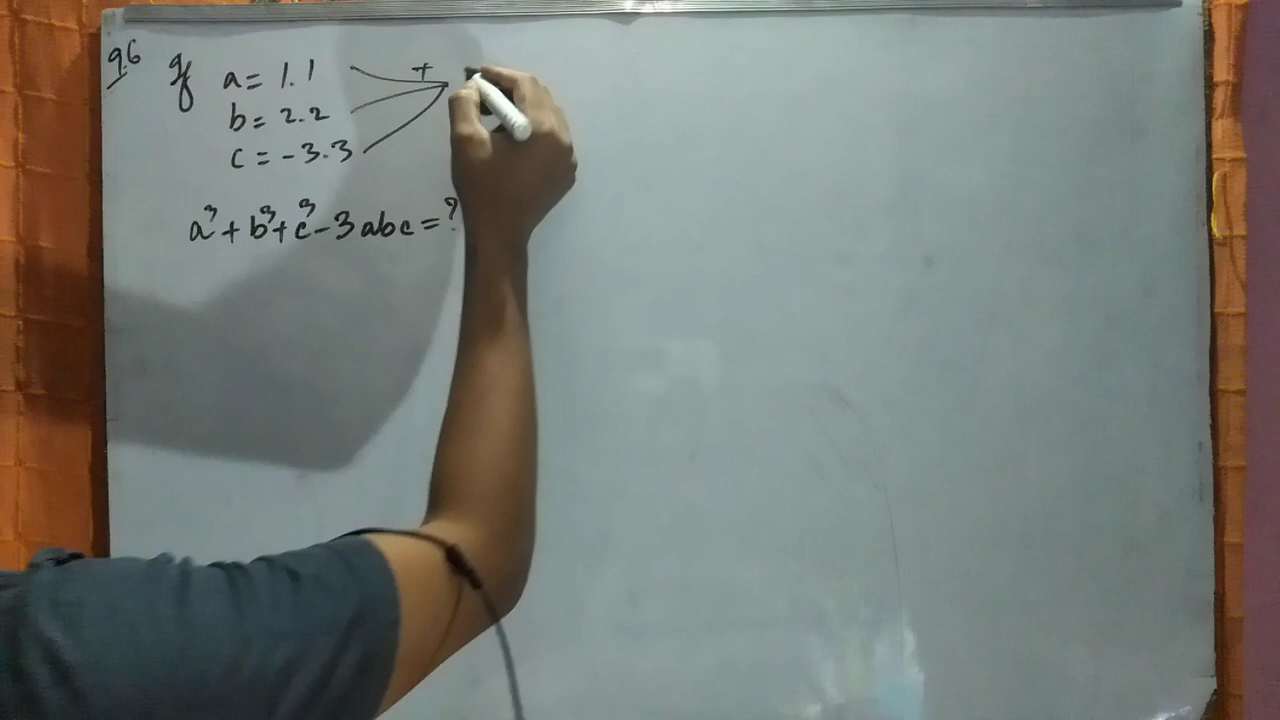 96 If a = 1.1
b = 2.2
c = -3.3
+
a³ + b³ + c³ - 3abc = ?